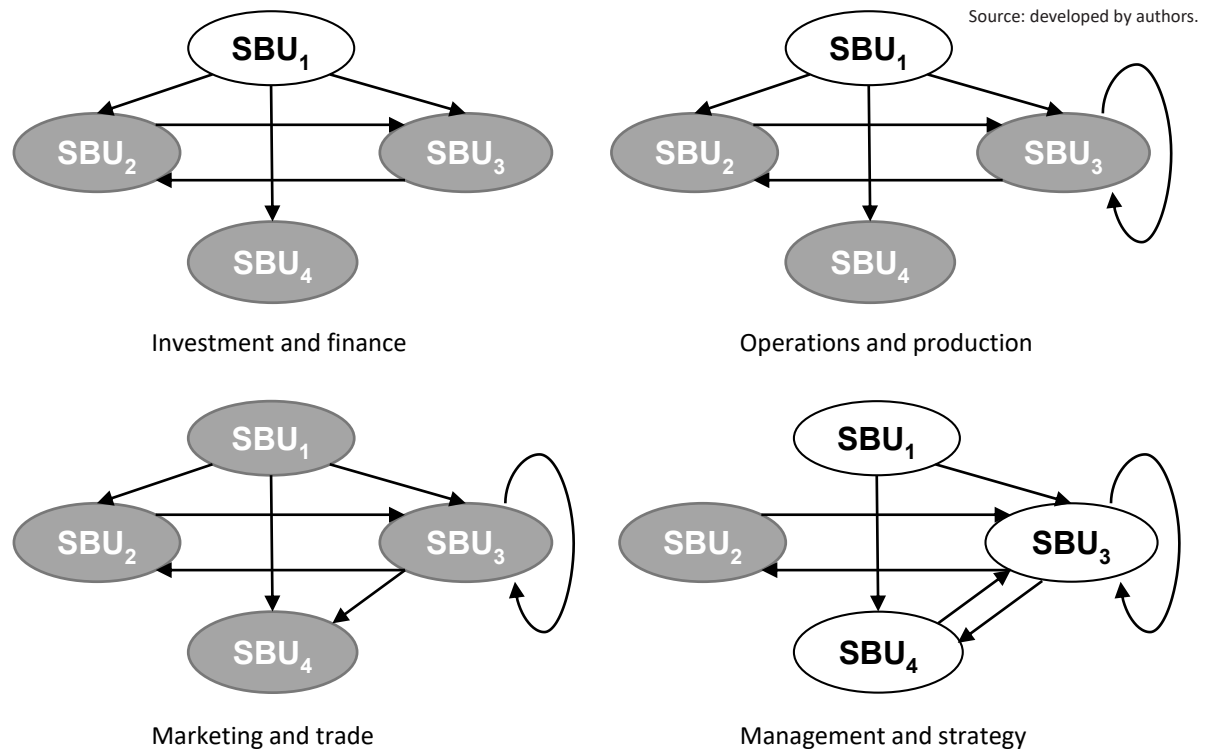 Source: developed by authors.
SBU₁
SBU₂
SBU₃
SBU₄
Investment and finance
SBU₁
SBU₂
SBU₃
SBU₄
Operations and production
SBU₁
SBU₂
SBU₃
SBU₄
Marketing and trade
SBU₁
SBU₂
SBU₃
SBU₄
Management and strategy